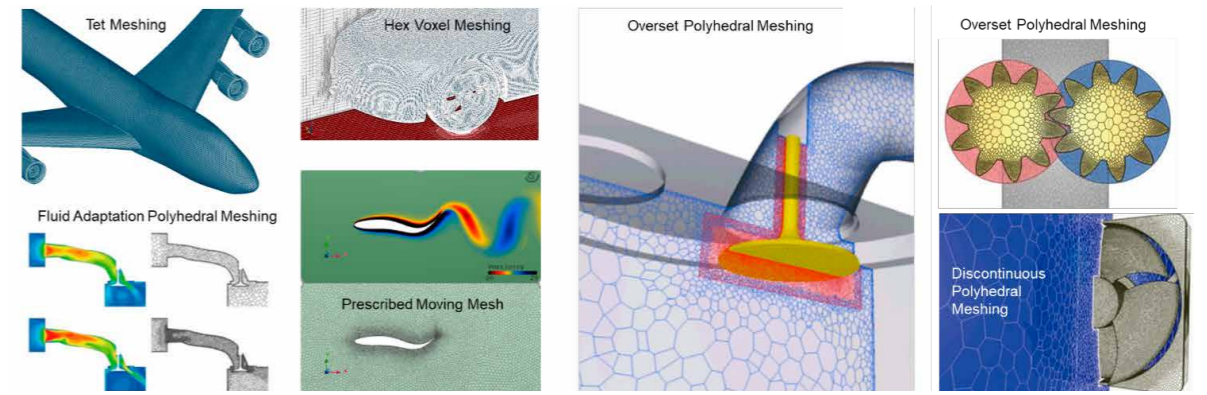 Tet Meshing
Hex Voxel Meshing
Overset Polyhedral Meshing
Overset Polyhedral Meshing
Fluid Adaptation Polyhedral Meshing
Prescribed Moving Mesh
Discontinuous
Polyhedral
Meshing